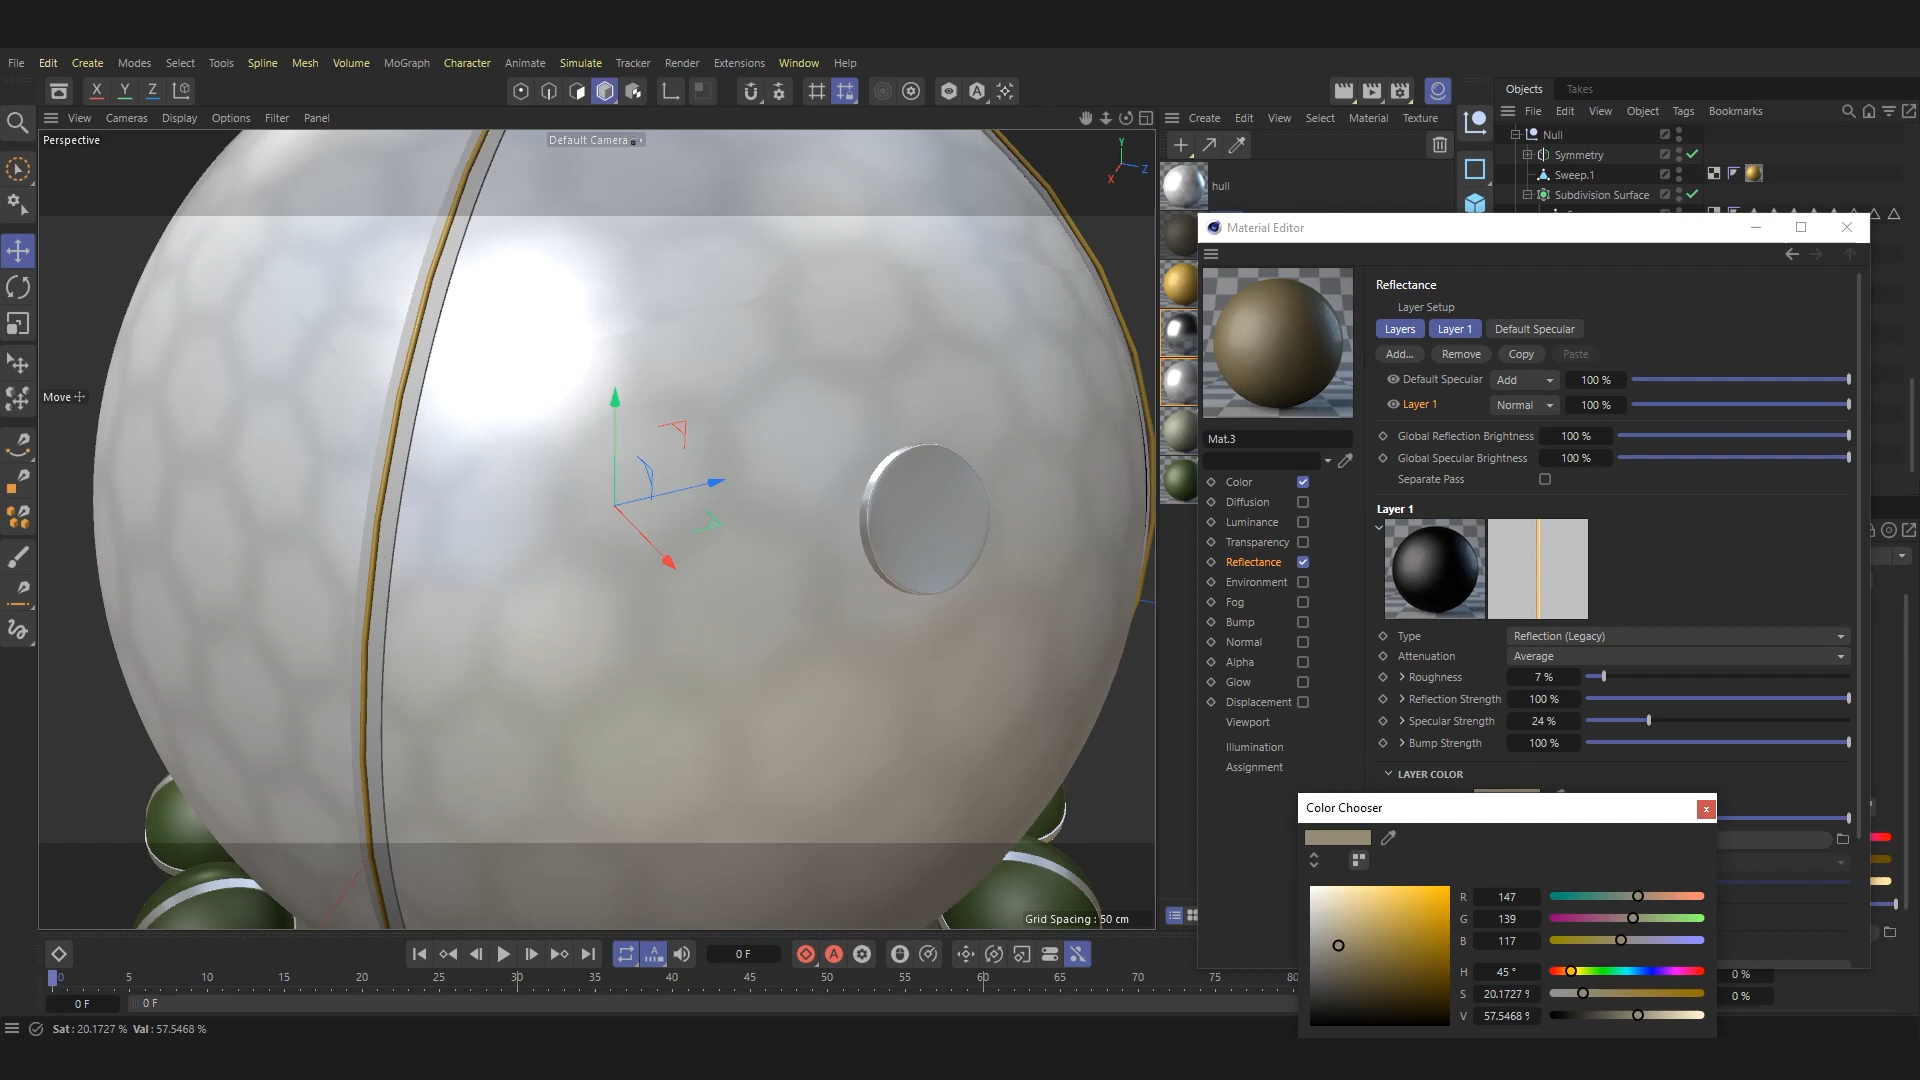 File Edit Create Modes Select Tools Spline Mesh Volume MoGraph Character Animate Simulate Tracker Render Extensions Window Help
X Y Z
Objects Takes
File Edit View Object Tags Bookmarks
View Cameras Display Options Filter Panel
Create Edit View Select Material Texture
Perspective
Default Camera
Y
Z
X
Null
Symmetry
Sweep.1
Subdivision Surface
hull
Move
Grid Spacing : 50 cm
Material Editor
Mat.3
Color
Diffusion
Luminance
Transparency
Reflectance
Environment
Fog
Bump
Normal
Alpha
Glow
Displacement
Viewport
Illumination
Assignment
Reflectance
Layer Setup
Layers Layer 1 Default Specular
Add... Remove Copy Paste
Default Specular Add 100 %
Layer 1 Normal 100 %
Global Reflection Brightness 100 %
Global Specular Brightness 100 %
Separate Pass
Layer 1
Type Reflection (Legacy)
Attenuation Average
Roughness 7 %
Reflection Strength 100 %
Specular Strength 24 %
Bump Strength 100 %
LAYER COLOR
Color Chooser
x
R 147
G 139
B 117
H 45 °
S 20.1727 %
V 57.5468 %
0 %
0 %
0 F
0 5 10 15 20 25 30 35 40 45 50 55 60 65 70 75 80
0 F 0 F
Sat : 20.1727 % Val : 57.5468 %